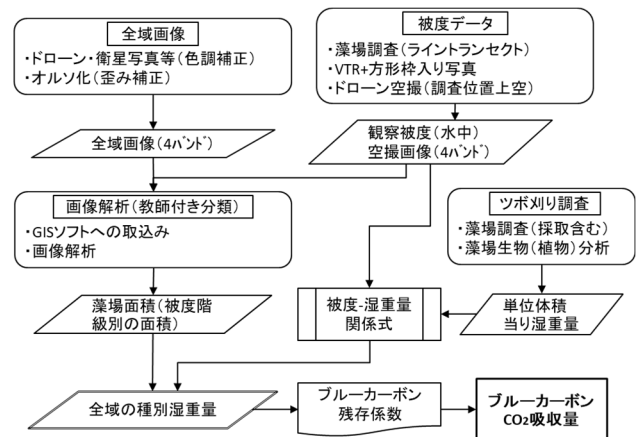 全域画像
・ドローン・衛星写真等(色調補正)
・オルソ化(歪み補正)
被度データ
・藻場調査(ライントランセクト)
・VTR+方形枠入り写真
・ドローン空撮(調査位置上空)
全域画像(4ﾊﾞﾝﾄﾞ)
観察被度(水中)
空撮画像(4ﾊﾞﾝﾄﾞ)
画像解析(教師付き分類)
・GISソフトへの取込み
・画像解析
ツボ刈り調査
・藻場調査(採取含む)
・藻場生物(植物)分析
藻場面積(被度階
級別の面積)
被度-湿重量
関係式
単位体積
当り湿重量
全域の種別湿重量
ブルーカーボン
残存係数
ブルーカーボン
CO₂吸収量